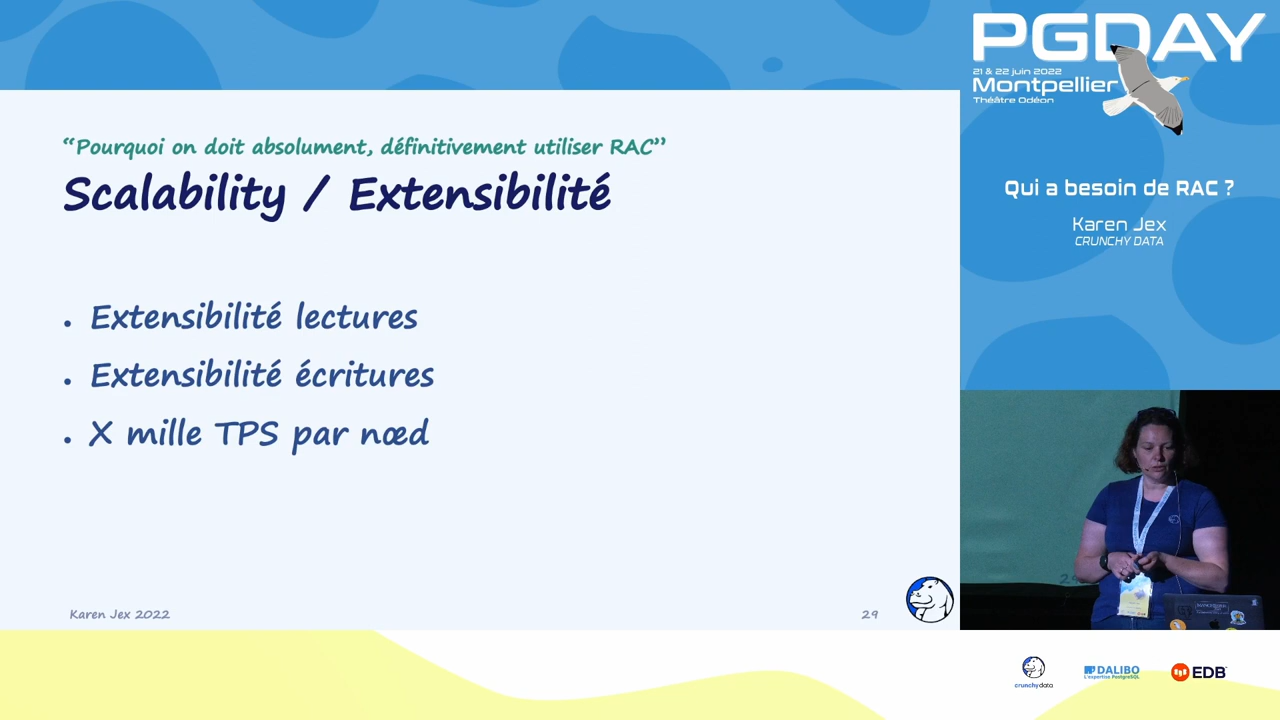 “Pourquoi on doit absolument, définitivement utiliser RAC”
Scalability / Extensibilité
• Extensibilité lectures
• Extensibilité écritures
• X mille TPS par nœd
Karen Jex 2022
29
PGDAY
21 & 22 juin 2022
Montpellier
Théâtre Odéon
Qui a besoin de RAC ?
Karen Jex
CRUNCHY DATA
crunchydata
DALIBO
L'expertise PostgreSQL
EDB